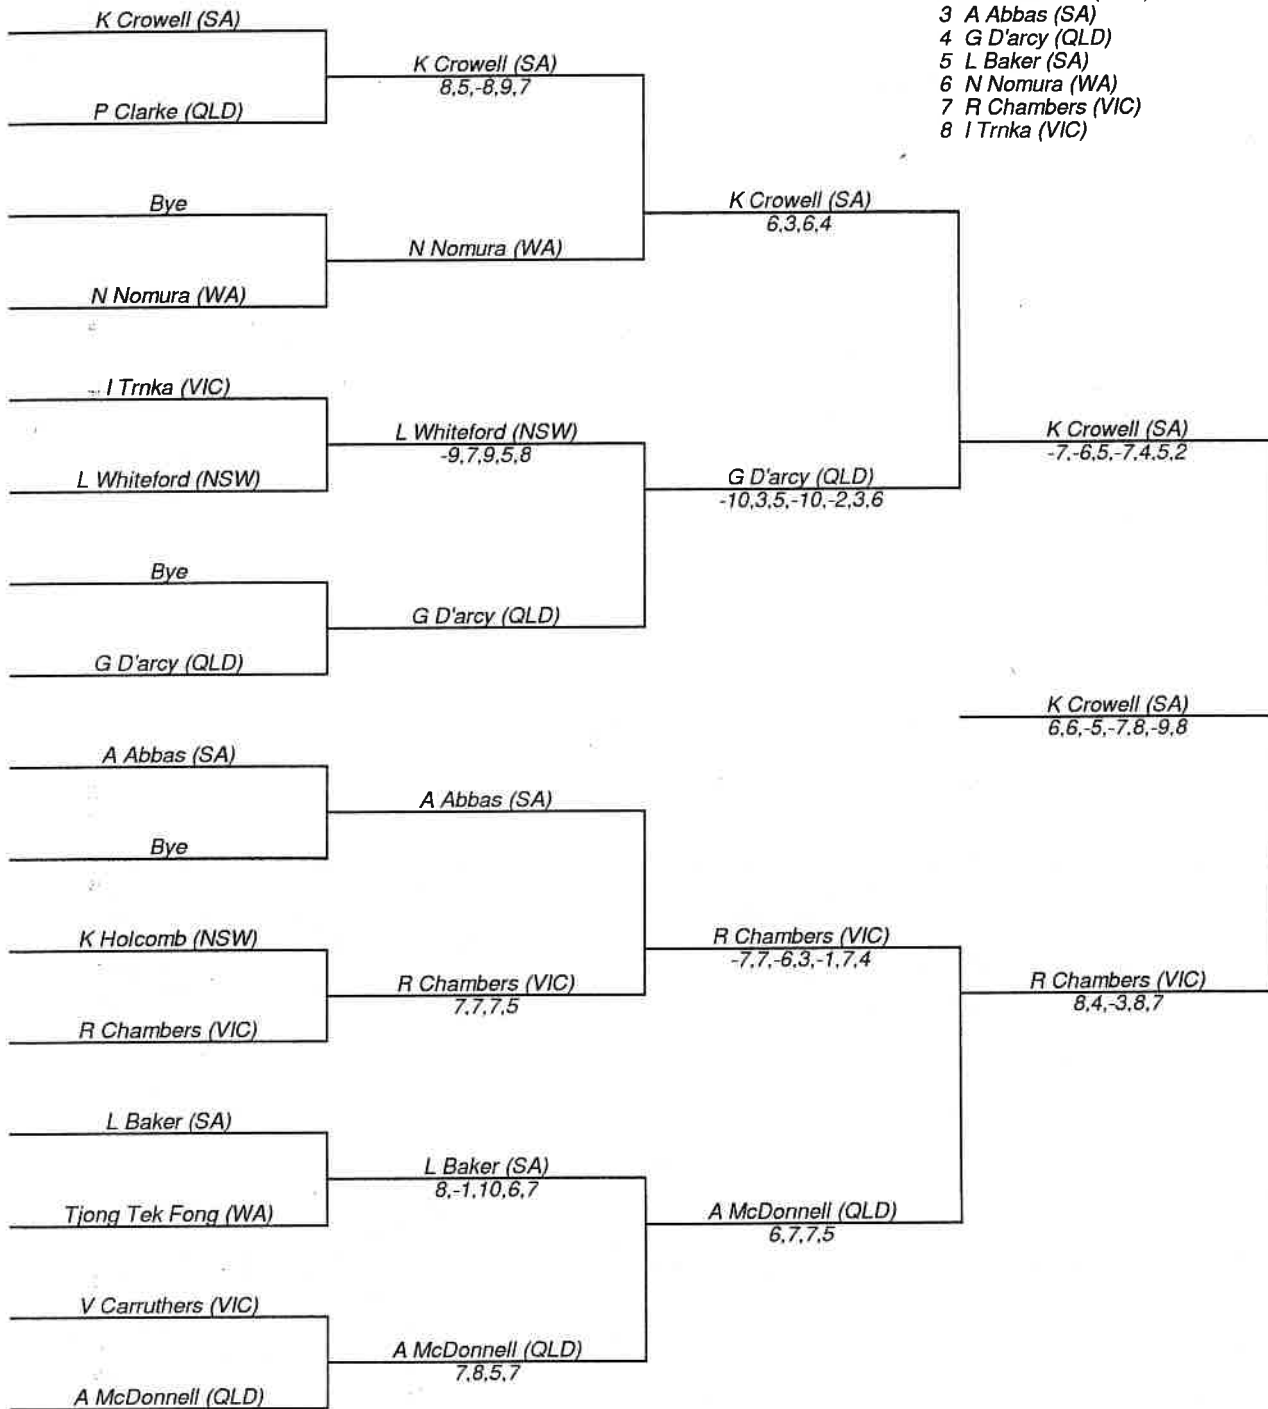 3 A Abbas (SA)
4 G D'arcy (QLD)
5 L Baker (SA)
6 N Nomura (WA)
7 R Chambers (VIC)
8 I Trnka (VIC)
K Crowell (SA)
P Clarke (QLD)
Bye
N Nomura (WA)
I Trnka (VIC)
L Whiteford (NSW)
Bye
G D'arcy (QLD)
A Abbas (SA)
Bye
K Holcomb (NSW)
R Chambers (VIC)
L Baker (SA)
Tjong Tek Fong (WA)
V Carruthers (VIC)
A McDonnell (QLD)
K Crowell (SA)
8,5,-8,9,7
N Nomura (WA)
L Whiteford (NSW)
-9,7,9,5,8
G D'arcy (QLD)
A Abbas (SA)
R Chambers (VIC)
7,7,7,5
L Baker (SA)
8,-1,10,6,7
A McDonnell (QLD)
7,8,5,7
K Crowell (SA)
6,3,6,4
G D'arcy (QLD)
-10,3,5,-10,-2,3,6
R Chambers (VIC)
-7,7,-6,3,-1,7,4
A McDonnell (QLD)
6,7,7,5
K Crowell (SA)
-7,-6,5,-7,4,5,2
K Crowell (SA)
6,6,-5,-7,8,-9,8
R Chambers (VIC)
8,4,-3,8,7